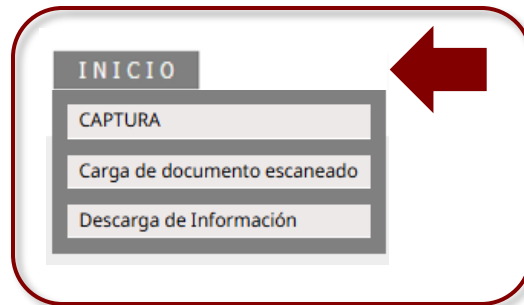 INICIO
CAPTURA
Carga de documento escaneado
Descarga de Información